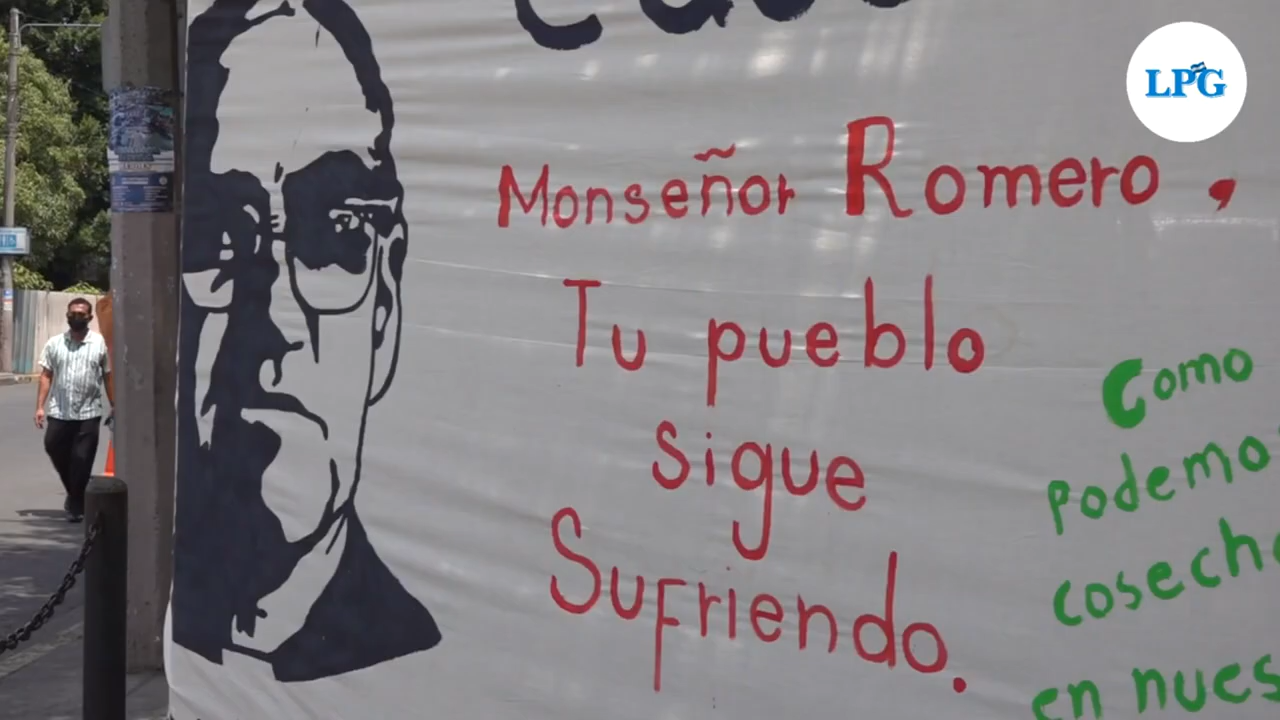 LPG
Monseñor Romero,
Tu pueblo
sigue
Sufriendo.
Como
podemo
cosech
en nues